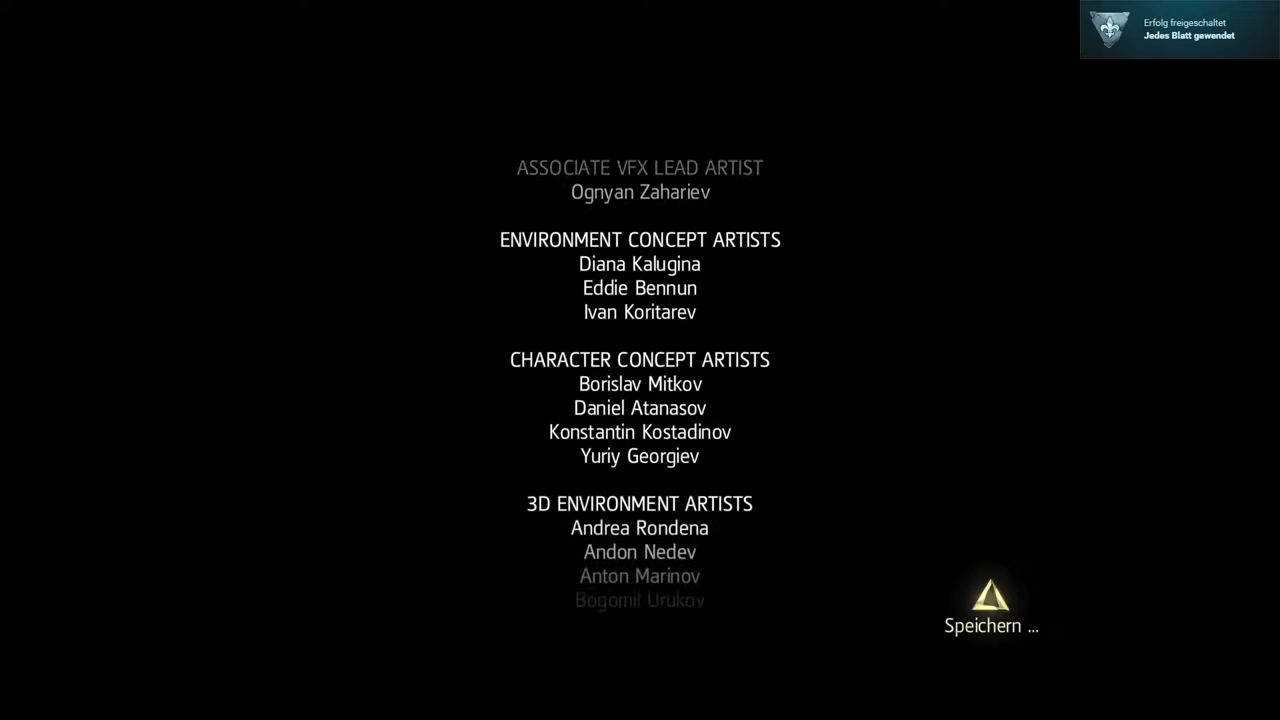 Erfolg freigeschaltet
Jedes Blatt gewendet
ASSOCIATE VFX LEAD ARTIST
Ognyan Zahariev
ENVIRONMENT CONCEPT ARTISTS
Diana Kalugina
Eddie Bennun
Ivan Koritarev
CHARACTER CONCEPT ARTISTS
Borislav Mitkov
Daniel Atanasov
Konstantin Kostadinov
Yuriy Georgiev
3D ENVIRONMENT ARTISTS
Andrea Rondena
Andon Nedev
Anton Marinov
Bogomil Urukov
Speichern ...